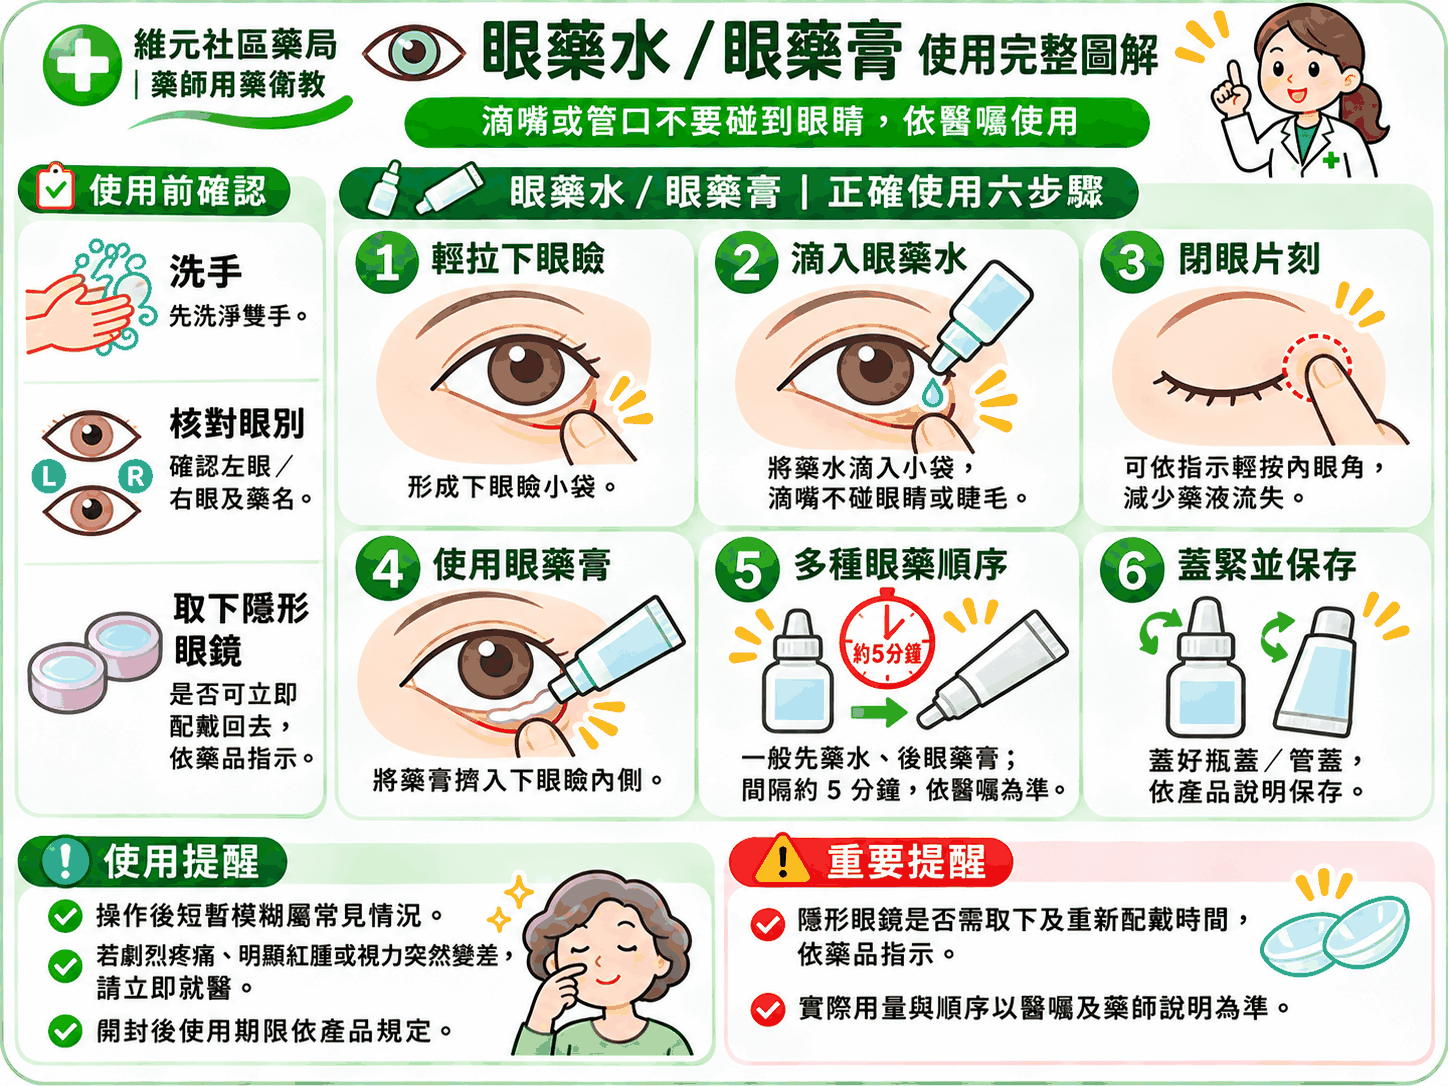 維元社區藥局
| 藥師用藥衛教
眼藥水/眼藥膏 使用完整圖解
滴嘴或管口不要碰到眼睛，依醫囑使用
使用前確認
洗手
先洗淨雙手。
L
R
核對眼別
確認左眼／
右眼及藥名。
取下隱形
眼鏡
是否可立即
配戴回去，
依藥品指示。
眼藥水 / 眼藥膏｜正確使用六步驟
1 輕拉下眼瞼
形成下眼瞼小袋。
2 滴入眼藥水
將藥水滴入小袋，
滴嘴不碰眼睛或睫毛。
3 閉眼片刻
可依指示輕按內眼角，
減少藥液流失。
4 使用眼藥膏
將藥膏擠入下眼瞼內側。
5 多種眼藥順序
約5分鐘
一般先藥水、後眼藥膏；
間隔約 5 分鐘，依醫囑為準。
6 蓋緊並保存
蓋好瓶蓋／管蓋，
依產品說明保存。
使用提醒
操作後短暫模糊屬常見情況。
若劇烈疼痛、明顯紅腫或視力突然變差，
請立即就醫。
開封後使用期限依產品規定。
重要提醒
隱形眼鏡是否需取下及重新配戴時間，
依藥品指示。
實際用量與順序以醫囑及藥師說明為準。